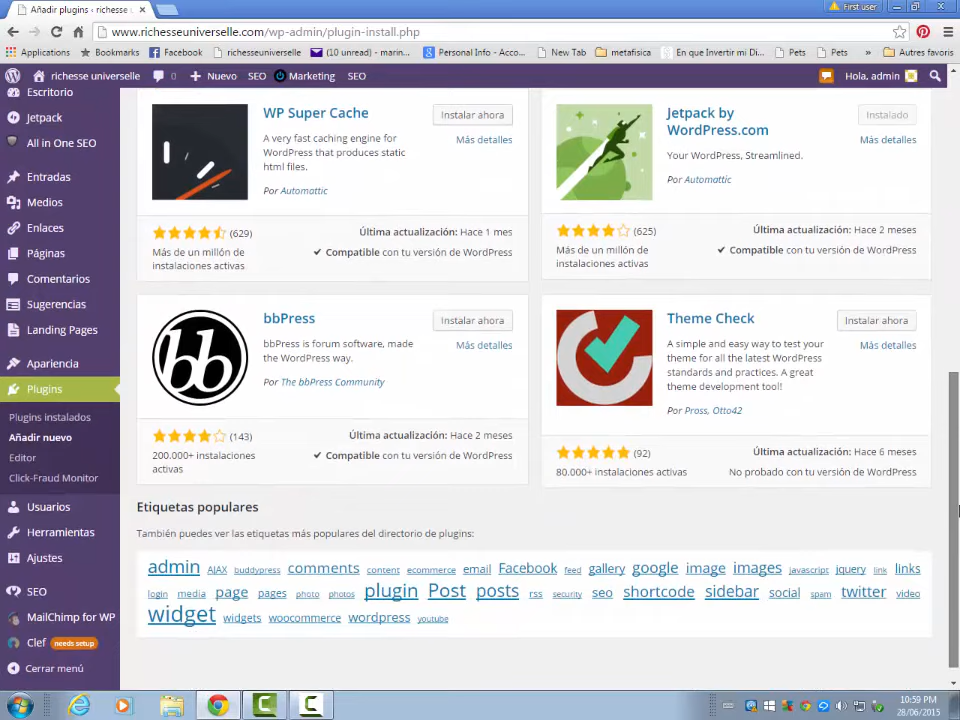 Añadir plugins ‹ richesse
First user
www.richesseuniverselle.com/wp-admin/plugin-install.php
Applications
Bookmarks
Facebook
richesseuniverselle
(10 unread) - marin...
Personal Info - Acco...
New Tab
metafisica
En que Invertir mi Di...
Pets
Pets
»
Autres favoris
richesse universelle
0
Nuevo
SEO
Marketing
SEO
Hola, admin
Escritorio
Jetpack
All in One SEO
Entradas
Medios
Enlaces
Páginas
Comentarios
Sugerencias
Landing Pages
Apariencia
Plugins
Plugins instalados
Añadir nuevo
Editor
Click-Fraud Monitor
Usuarios
Herramientas
Ajustes
SEO
MailChimp for WP
Clef needs setup
Cerrar menú
WP Super Cache
Instalar ahora
Más detalles
A very fast caching engine for
WordPress that produces static
html files.
Por Automattic
(629)
Última actualización: Hace 1 mes
Más de un millón de
instalaciones activas
✔ Compatible con tu versión de WordPress
Jetpack by
WordPress.com
Instalado
Más detalles
Your WordPress, Streamlined.
Por Automattic
(625)
Última actualización: Hace 2 meses
Más de un millón de
instalaciones activas
✔ Compatible con tu versión de WordPress
bb
bbPress
Instalar ahora
Más detalles
bbPress is forum software, made
the WordPress way.
Por The bbPress Community
(143)
Última actualización: Hace 2 meses
200.000+ instalaciones
activas
✔ Compatible con tu versión de WordPress
Theme Check
Instalar ahora
Más detalles
A simple and easy way to test your
theme for all the latest WordPress
standards and practices. A great
theme development tool!
Por Pross, Otto42
(92)
Última actualización: Hace 6 meses
80.000+ instalaciones activas
No probado con tu versión de WordPress
Etiquetas populares
También puedes ver las etiquetas más populares del directorio de plugins:
admin AJAX buddypress comments content ecommerce email Facebook feed gallery google image images javascript jquery link links
login media page pages photo photos plugin Post posts rss security seo shortcode sidebar social spam twitter video
widget widgets woocommerce wordpress youtube
10:59 PM
28/06/2015